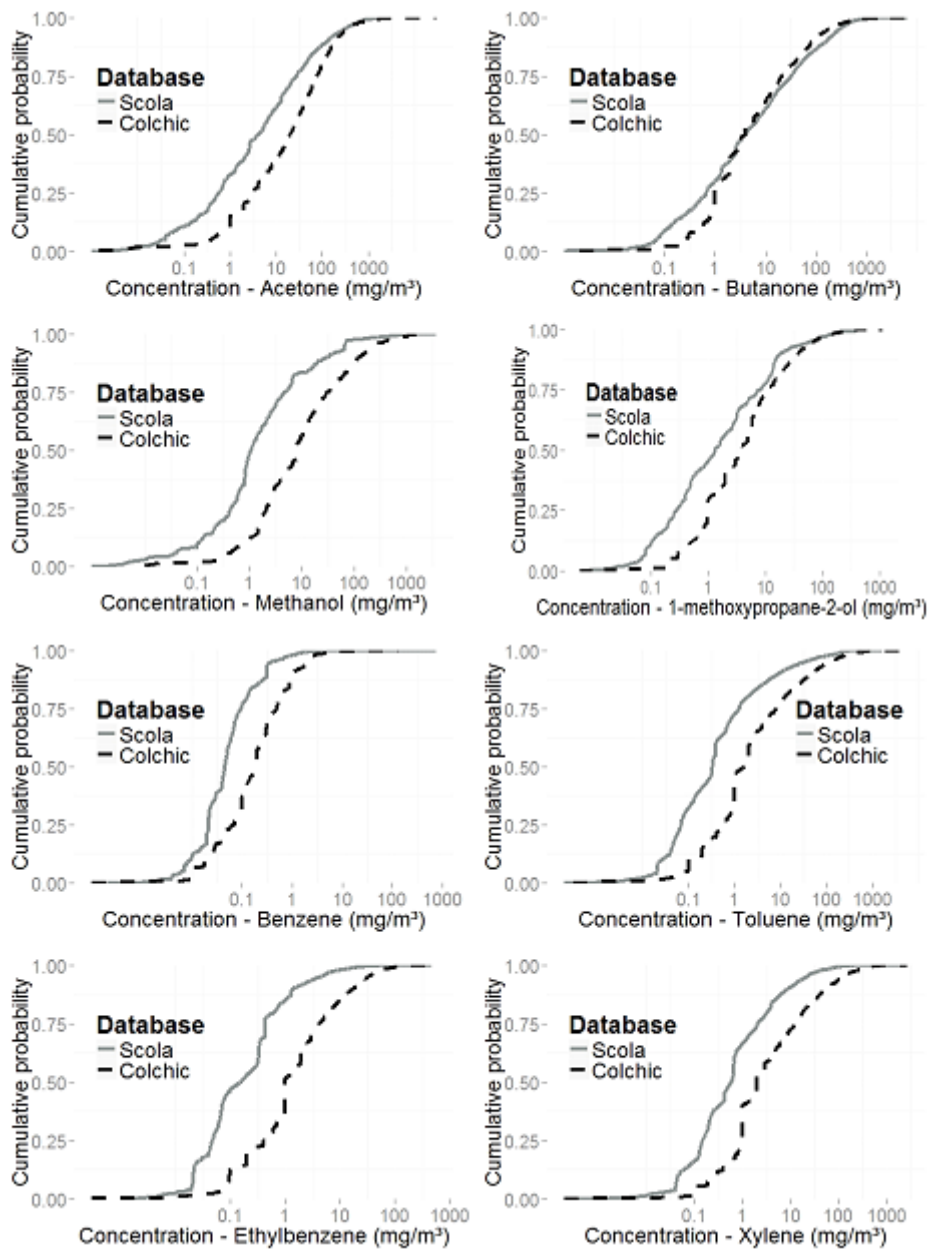 Cumulative probability
1.00
0.75
0.50
0.25
0.00
Database
Scola
Colchic
0.1 1 10 100 1000
Concentration - Acetone (mg/m³)
Cumulative probability
1.00
0.75
0.50
0.25
0.00
Database
Scola
Colchic
0.1 1 10 100 1000
Concentration - Butanone (mg/m³)
Cumulative probability
1.00
0.75
0.50
0.25
0.00
Database
Scola
Colchic
0.1 1 10 100 1000
Concentration - Methanol (mg/m³)
Cumulative probability
1.00
0.75
0.50
0.25
0.00
Database
Scola
Colchic
0.1 1 10 100 1000
Concentration - 1-methoxypropane-2-ol (mg/m³)
Cumulative probability
1.00
0.75
0.50
0.25
0.00
Database
Scola
Colchic
0.1 1 10 100 1000
Concentration - Benzene (mg/m³)
Cumulative probability
1.00
0.75
0.50
0.25
0.00
Database
Scola
Colchic
0.1 1 10 100 1000
Concentration - Toluene (mg/m³)
Cumulative probability
1.00
0.75
0.50
0.25
0.00
Database
Scola
Colchic
0.1 1 10 100 1000
Concentration - Ethylbenzene (mg/m³)
Cumulative probability
1.00
0.75
0.50
0.25
0.00
Database
Scola
Colchic
0.1 1 10 100 1000
Concentration - Xylene (mg/m³)